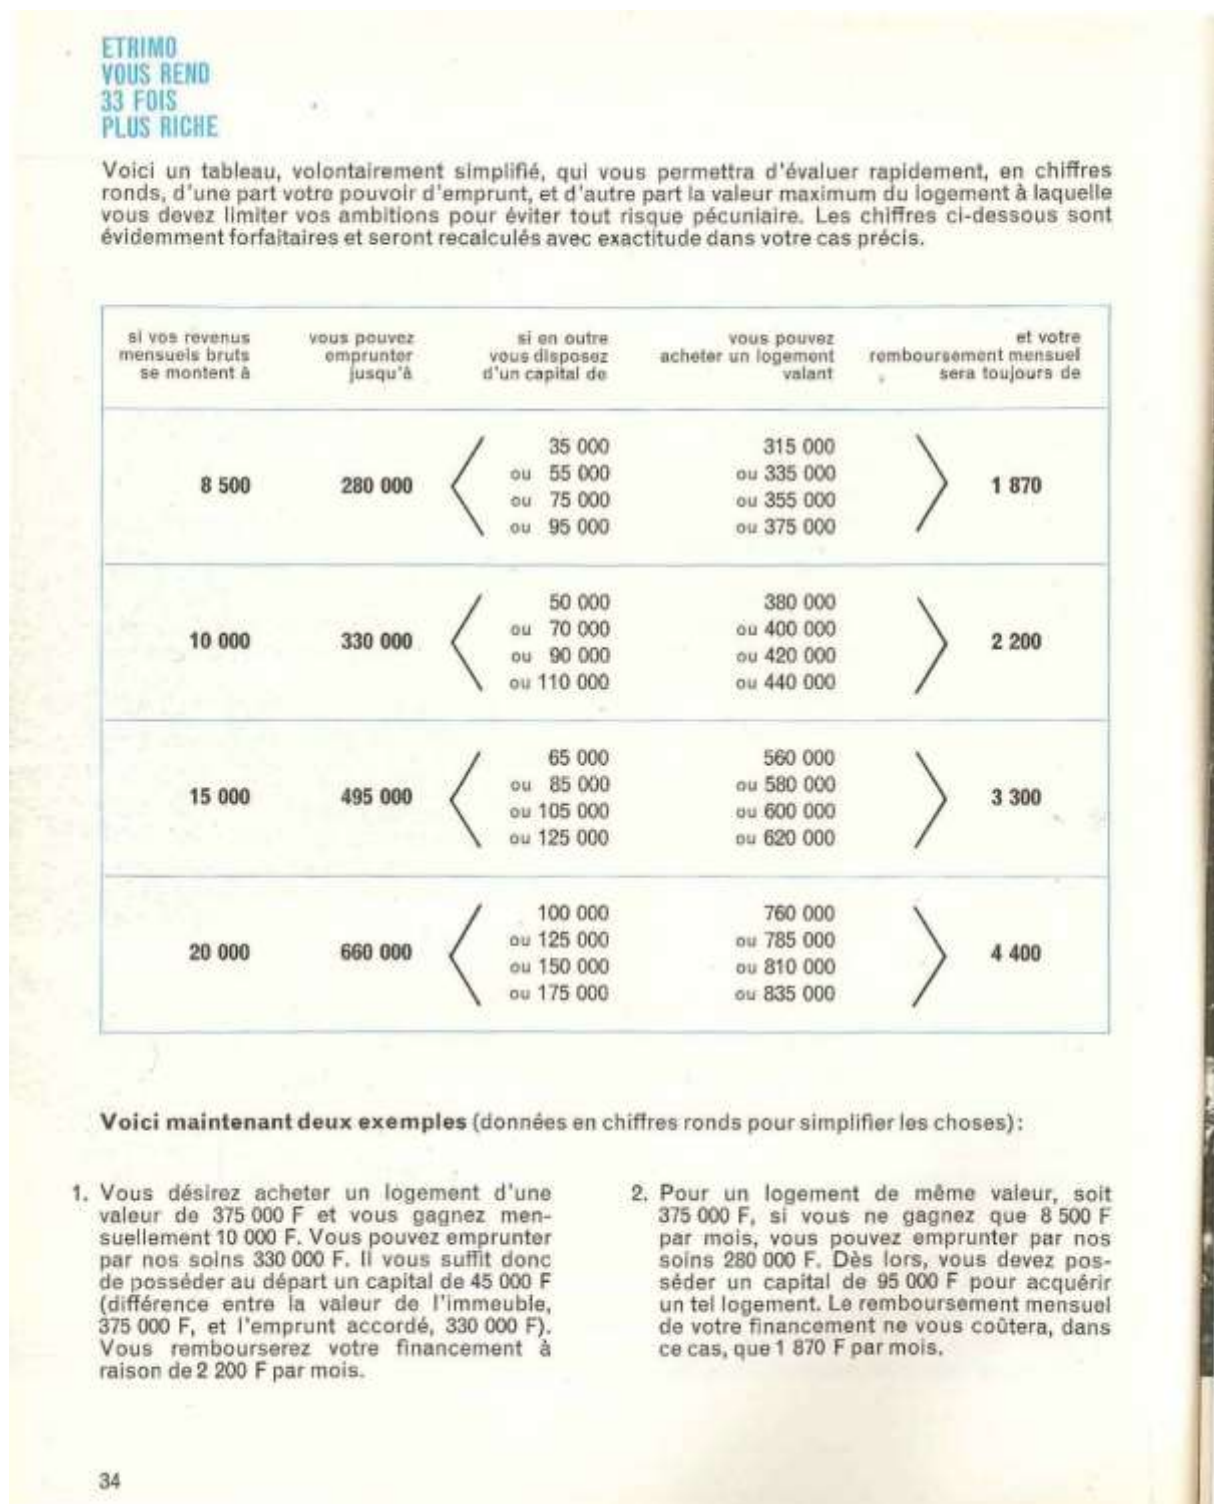 ETRIMO
VOUS REND
33 FOIS
PLUS RICHE
Voici un tableau, volontairement simplifié, qui vous permettra d'évaluer rapidement, en chiffres
ronds, d'une part votre pouvoir d'emprunt, et d'autre part la valeur maximum du logement à laquelle
vous devez limiter vos ambitions pour éviter tout risque pécuniaire. Les chiffres ci-dessous sont
évidemment forfaitaires et seront recalculés avec exactitude dans votre cas précis.
si vos revenus
mensuels bruts
se montent à
vous pouvez
emprunter
jusqu'à
si en outre
vous disposez
d'un capital de
vous pouvez
acheter un logement
valant
et votre
remboursement mensuel
sera toujours de
35 000 315 000
ou 55 000 ou 335 000
8 500 280 000 1 870
ou 75 000 ou 355 000
ou 95 000 ou 375 000
50 000 380 000
ou 70 000 ou 400 000
10 000 330 000 2 200
ou 90 000 ou 420 000
ou 110 000 ou 440 000
65 000 560 000
ou 85 000 ou 580 000
15 000 495 000 3 300
ou 105 000 ou 600 000
ou 125 000 ou 620 000
100 000 760 000
ou 125 000 ou 785 000
20 000 660 000 4 400
ou 150 000 ou 810 000
ou 175 000 ou 835 000
Voici maintenant deux exemples (données en chiffres ronds pour simplifier les choses):
1. Vous désirez acheter un logement d'une
valeur de 375 000 F et vous gagnez men-
suellement 10 000 F. Vous pouvez emprunter
par nos soins 330 000 F. Il vous suffit donc
de posséder au départ un capital de 45 000 F
(différence entre la valeur de l'immeuble,
375 000 F, et l'emprunt accordé, 330 000 F).
Vous rembourserez votre financement à
raison de 2 200 F par mois.
2. Pour un logement de même valeur, soit
375 000 F, si vous ne gagnez que 8 500 F
par mois, vous pouvez emprunter par nos
soins 280 000 F. Dès lors, vous devez pos-
séder un capital de 95 000 F pour acquérir
un tel logement. Le remboursement mensuel
de votre financement ne vous coûtera, dans
ce cas, que 1 870 F par mois.
34